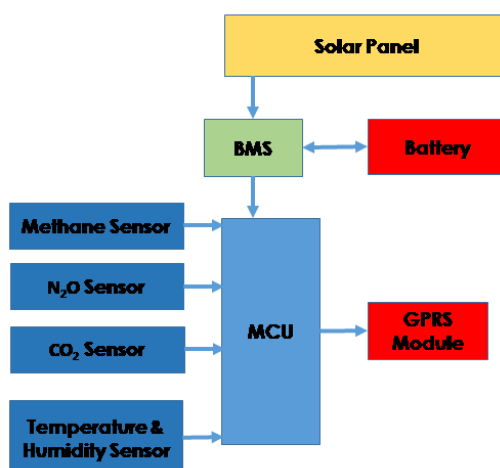 Solar Panel
BMS
Battery
Methane Sensor
N₂O Sensor
CO₂ Sensor
Temperature &
Humidity Sensor
MCU
GPRS
Module